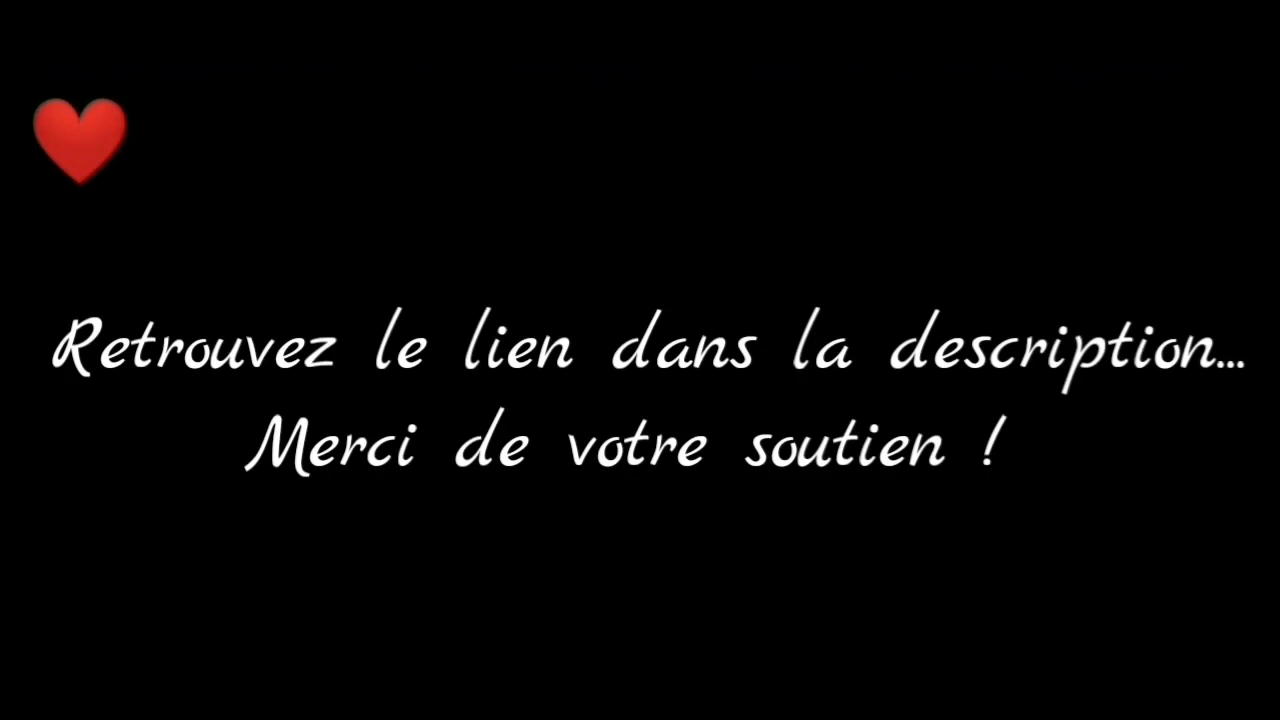 Retrouvez le lien dans la description...
Merci de votre soutien !